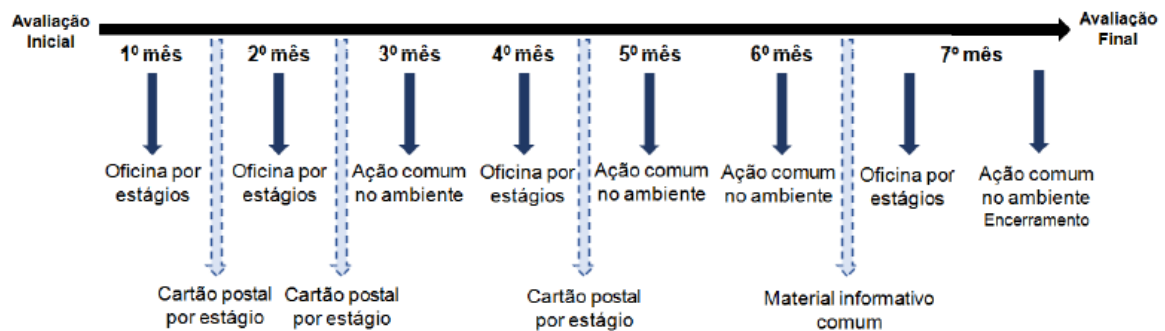 Avaliação
Inicial
Avaliação
Final
1º mês
2º mês
3º mês
4º mês
5º mês
6º mês
7º mês
Oficina por
estágios
Oficina por
estágios
Ação comum
no ambiente
Oficina por
estágios
Ação comum
no ambiente
Ação comum
no ambiente
Oficina por
estágios
Ação comum
no ambiente
Encerramento
Cartão postal
por estágio
Cartão postal
por estágio
Cartão postal
por estágio
Material informativo
comum